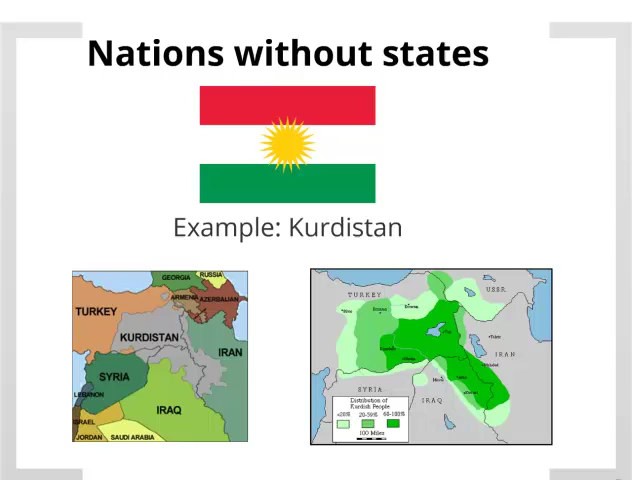 Nations without states
Example: Kurdistan
GEORGIA
RUSSIA
ARMENIA
AZERBAIJAN
TURKEY
KURDISTAN
IRAN
SYRIA
LEBANON
IRAQ
ISRAEL
JORDAN
SAUDI ARABIA
TURKEY
U.S.S.R.
IRAN
SYRIA
IRAQ
Distribution of
Kurdish People
<20% 20-59% 60-100%
100 Miles